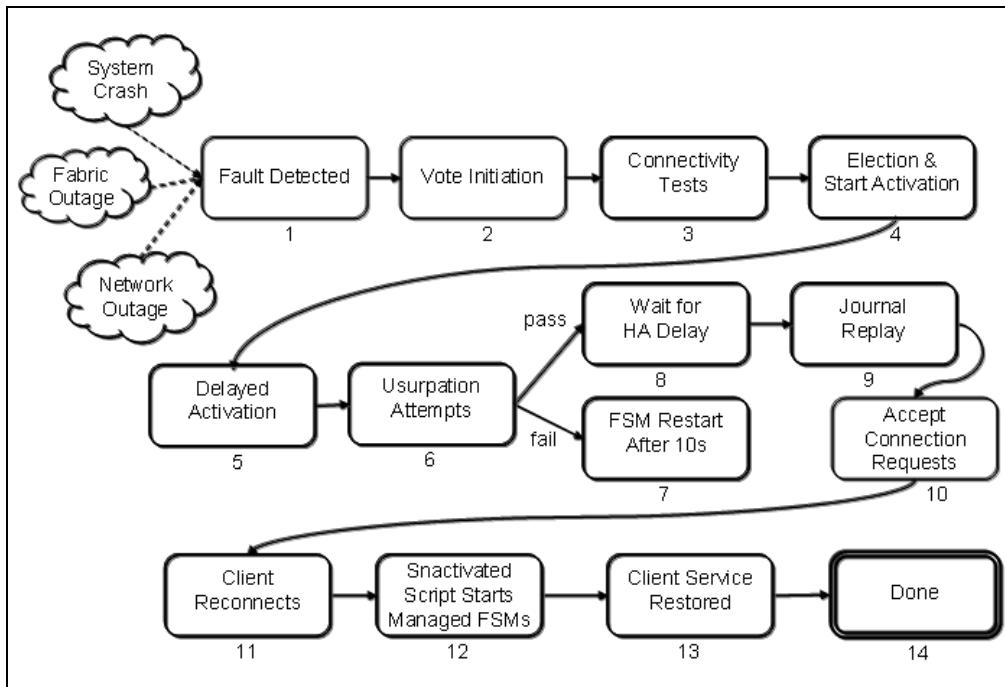 System
Crash
Fabric
Outage
Network
Outage
Fault Detected
1
Vote Initiation
2
Connectivity
Tests
3
Election &
Start Activation
4
Delayed
Activation
5
Usurpation
Attempts
6
pass
fail
Wait for
HA Delay
8
FSM Restart
After 10s
7
Journal
Replay
9
Accept
Connection
Requests
10
Client
Reconnects
11
Snactivated
Script Starts
Managed FSMs
12
Client Service
Restored
13
Done
14